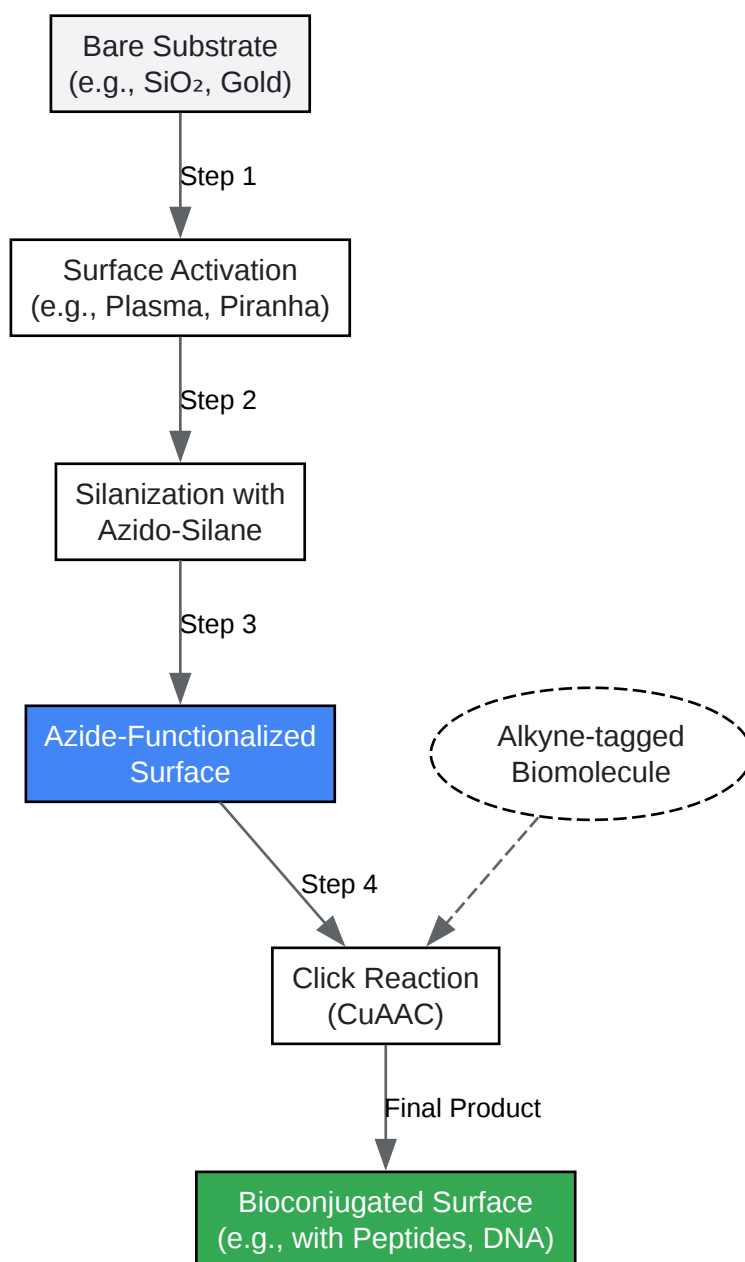 Bare Substrate
(e.g., SiO₂, Gold)
Step 1
Surface Activation
(e.g., Plasma, Piranha)
Step 2
Silanization with
Azido-Silane
Step 3
Azide-Functionalized
Surface
Alkyne-tagged
Biomolecule
Step 4
Click Reaction
(CuAAC)
Final Product
Bioconjugated Surface
(e.g., with Peptides, DNA)